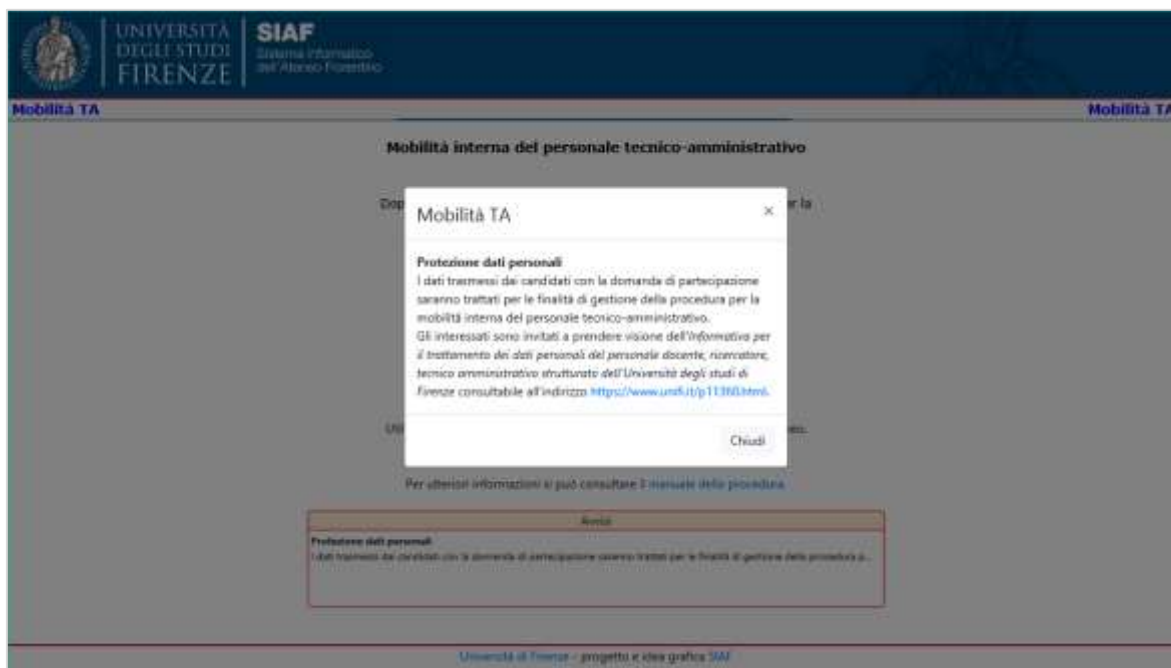 UNIVERSITÀ
DEGLI STUDI
FIRENZE
SIAF
Sistema Informatico
dell'Ateneo Fiorentino
Mobilità TA
Mobilità TA
Mobilità interna del personale tecnico-amministrativo
Dop
er la
Mobilità TA
×
Protezione dati personali
I dati trasmessi dai candidati con la domanda di partecipazione
saranno trattati per le finalità di gestione della procedura per la
mobilità interna del personale tecnico-amministrativo.
Gli interessati sono invitati a prendere visione dell'Informativa per
il trattamento dei dati personali del personale docente, ricercatore,
tecnico amministrativo strutturato dell'Università degli studi di
Firenze consultabile all'indirizzo https://www.unifi.it/p11360.html.
Chiudi
Per ulteriori informazioni si può consultare il manuale della procedura
Avvisi
Protezione dati personali
I dati trasmessi dai candidati con la domanda di partecipazione saranno trattati per le finalità di gestione della procedura p...
Università di Firenze - progetto e idea grafica SIAF